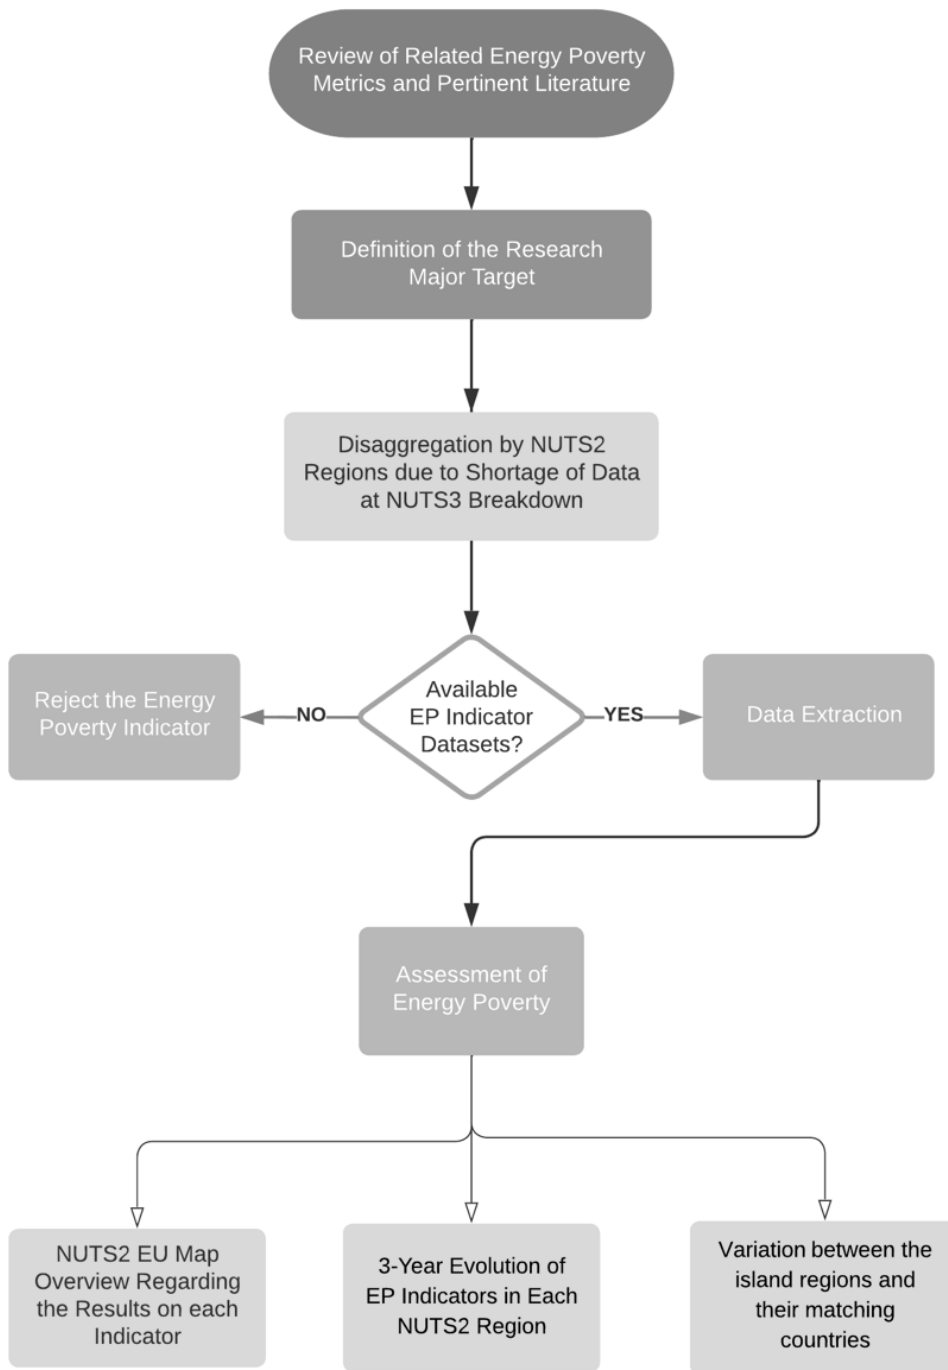 Review of Related Energy Poverty
Metrics and Pertinent Literature
Definition of the Research
Major Target
Disaggregation by NUTS2
Regions due to Shortage of Data
at NUTS3 Breakdown
Available
EP Indicator
Datasets?
NO
Reject the Energy
Poverty Indicator
YES
Data Extraction
Assessment of
Energy Poverty
NUTS2 EU Map
Overview Regarding
the Results on each
Indicator
3-Year Evolution of
EP Indicators in Each
NUTS2 Region
Variation between the
island regions and
their matching
countries